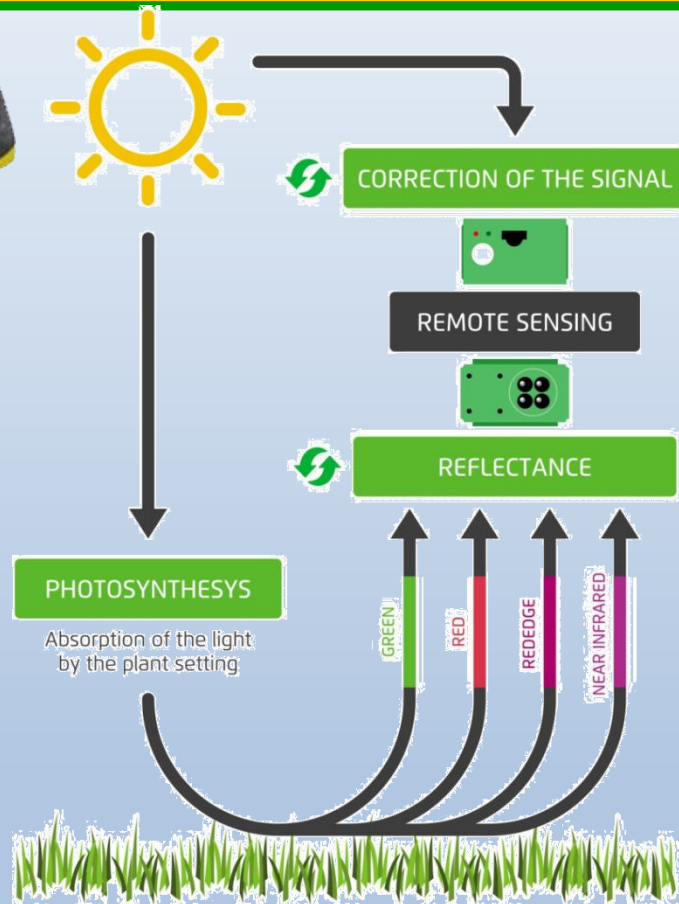 CORRECTION OF THE SIGNAL
REMOTE SENSING
REFLECTANCE
PHOTOSYNTHESYS
Absorption of the light
by the plant setting
GREEN
RED
REDEDGE
NEAR INFRARED